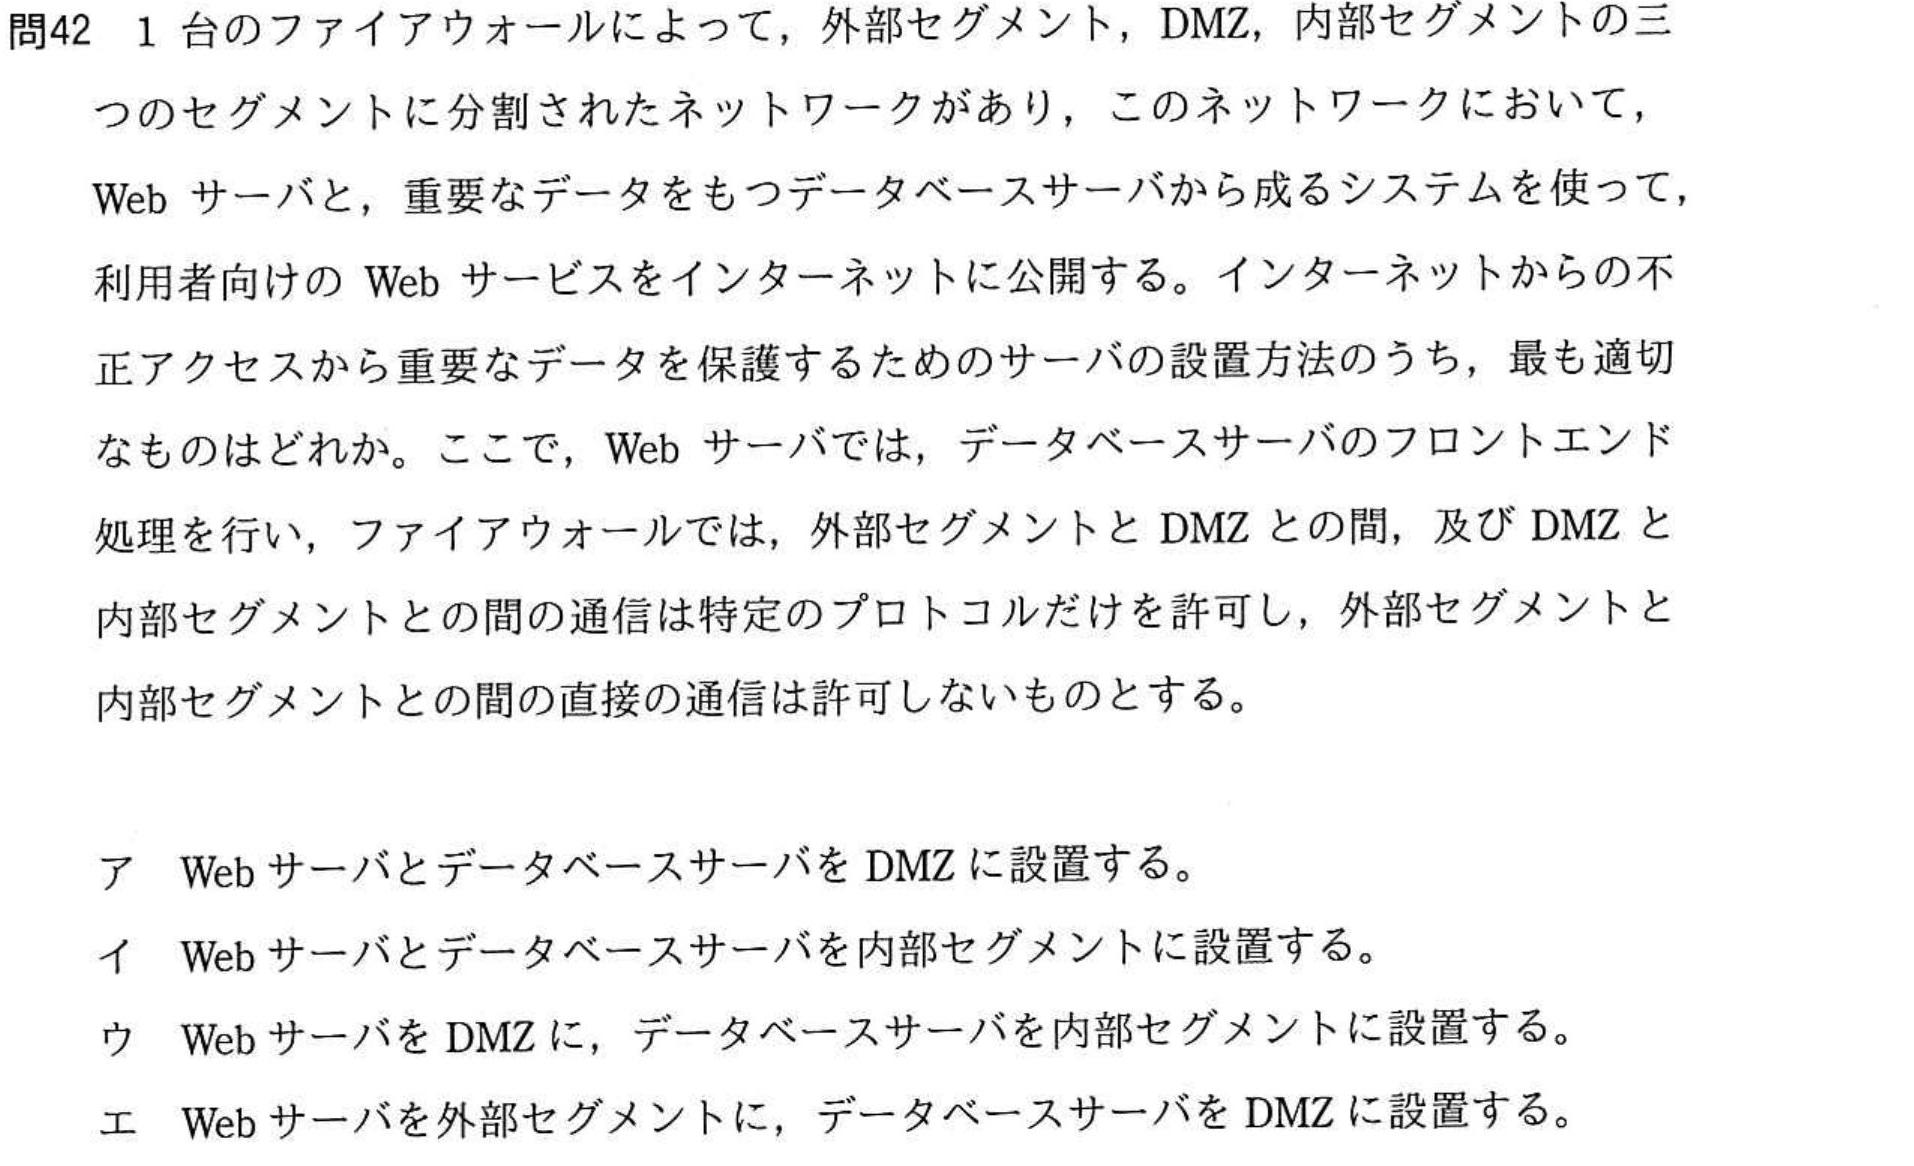 問42 1 台のファイアウォールによって，外部セグメント，DMZ，内部セグメントの三
つのセグメントに分割されたネットワークがあり，このネットワークにおいて，
Web サーバと，重要なデータをもつデータベースサーバから成るシステムを使って，
利用者向けの Web サービスをインターネットに公開する。インターネットからの不
正アクセスから重要なデータを保護するためのサーバの設置方法のうち，最も適切
なものはどれか。ここで，Web サーバでは，データベースサーバのフロントエンド
処理を行い，ファイアウォールでは，外部セグメントと DMZ との間，及び DMZ と
内部セグメントとの間の通信は特定のプロトコルだけを許可し，外部セグメントと
内部セグメントとの間の直接の通信は許可しないものとする。
ア Web サーバとデータベースサーバを DMZ に設置する。
イ Web サーバとデータベースサーバを内部セグメントに設置する。
ウ Web サーバを DMZ に，データベースサーバを内部セグメントに設置する。
エ Web サーバを外部セグメントに，データベースサーバを DMZ に設置する。